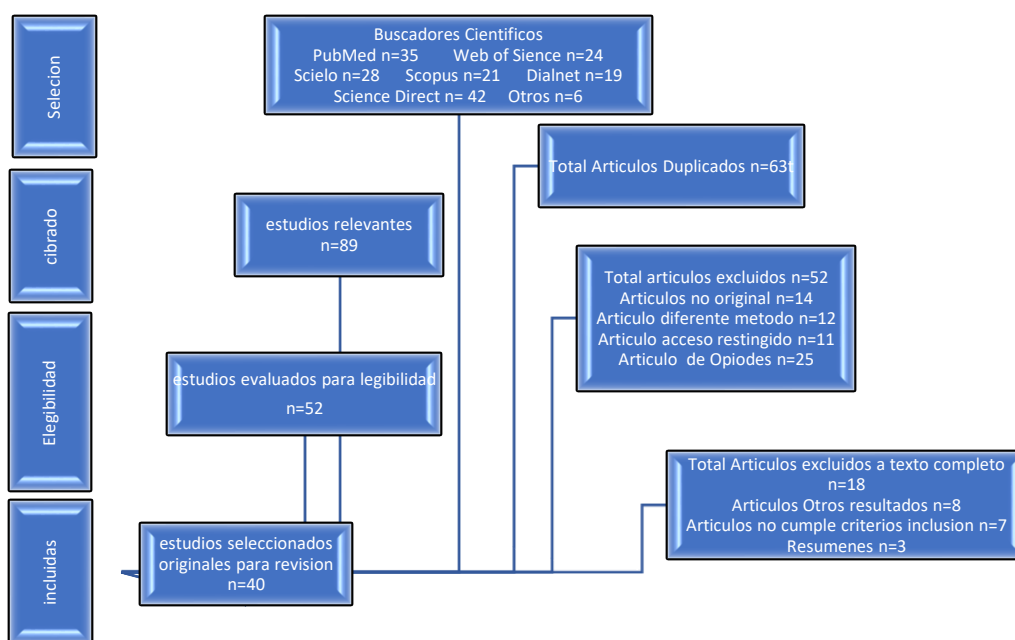 Selecion
Buscadores Cientificos
PubMed n=35 Web of Sience n=24
Scielo n=28 Scopus n=21 Dialnet n=19
Science Direct n= 42 Otros n=6
Total Articulos Duplicados n=63t
cibrado
estudios relevantes
n=89
Total articulos excluidos n=52
Articulos no original n=14
Articulo diferente metodo n=12
Articulo acceso restingido n=11
Articulo de Opiodes n=25
Elegibilidad
estudios evaluados para legibilidad
n=52
Total Articulos excluidos a texto completo
n=18
Articulos Otros resultados n=8
Articulos no cumple criterios inclusion n=7
Resumenes n=3
incluidas
estudios seleccionados
originales para revision
n=40